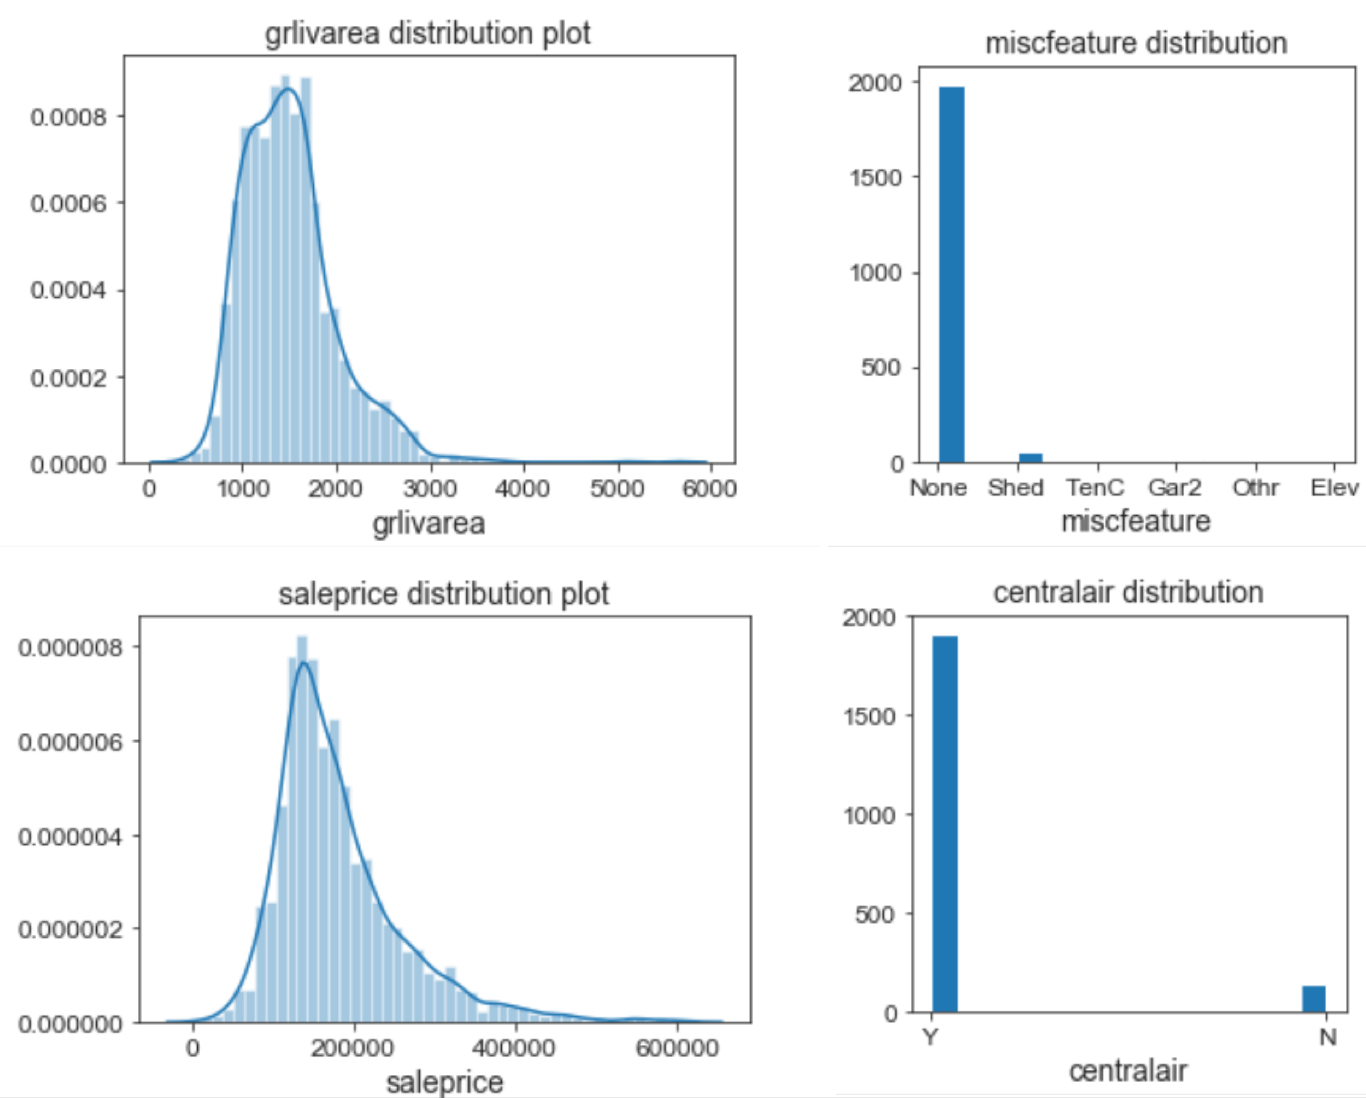 grlivarea distribution plot
0.0008
0.0006
0.0004
0.0002
0.0000
0 1000 2000 3000 4000 5000 6000
grlivarea
miscfeature distribution
2000
1500
1000
500
0
None Shed TenC Gar2 Othr Elev
miscfeature
saleprice distribution plot
0.000008
0.000006
0.000004
0.000002
0.000000
0 200000 400000 600000
saleprice
centralair distribution
2000
1500
1000
500
0
Y N
centralair